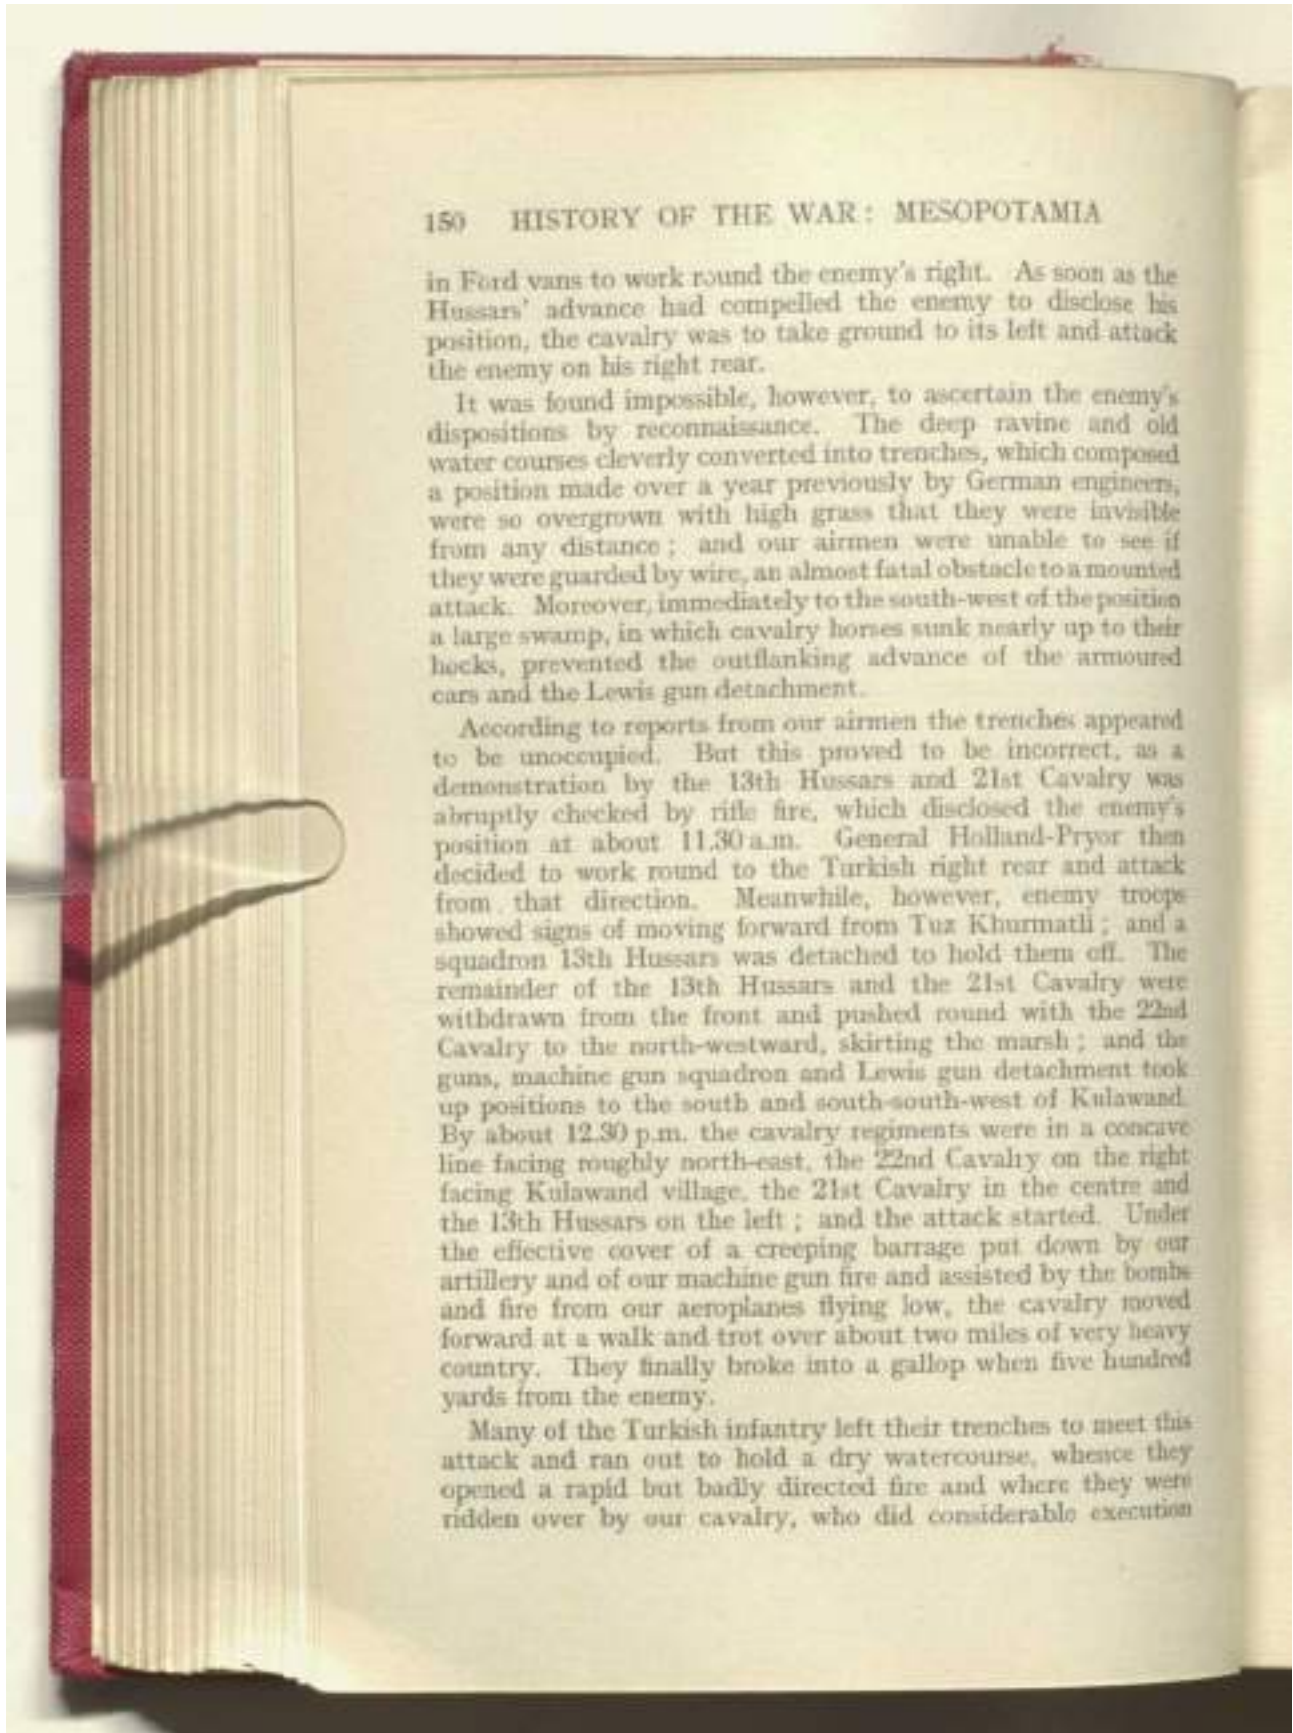 150 HISTORY OF THE WAR: MESOPOTAMIA
in Ford vans to work round the enemy's right. As soon as the
Hussars' advance had compelled the enemy to disclose his
position, the cavalry was to take ground to its left and attack
the enemy on his right rear.
It was found impossible, however, to ascertain the enemy's
dispositions by reconnaissance. The deep ravine and old
water courses cleverly converted into trenches, which composed
a position made over a year previously by German engineers,
were so overgrown with high grass that they were invisible
from any distance; and our airmen were unable to see if
they were guarded by wire, an almost fatal obstacle to a mounted
attack. Moreover, immediately to the south-west of the position
a large swamp, in which cavalry horses sunk nearly up to their
hocks, prevented the outflanking advance of the armoured
cars and the Lewis gun detachment.
According to reports from our airmen the trenches appeared
to be unoccupied. But this proved to be incorrect, as a
demonstration by the 13th Hussars and 21st Cavalry was
abruptly checked by rifle fire, which disclosed the enemy's
position at about 11.30 a.m. General Holland-Pryor then
decided to work round to the Turkish right rear and attack
from that direction. Meanwhile, however, enemy troops
showed signs of moving forward from Tuz Khurmatli; and a
squadron 13th Hussars was detached to hold them off. The
remainder of the 13th Hussars and the 21st Cavalry were
withdrawn from the front and pushed round with the 22nd
Cavalry to the north-westward, skirting the marsh; and the
guns, machine gun squadron and Lewis gun detachment took
up positions to the south and south-south-west of Kulawand.
By about 12.30 p.m. the cavalry regiments were in a concave
line facing roughly north-east, the 22nd Cavalry on the right
facing Kulawand village, the 21st Cavalry in the centre and
the 13th Hussars on the left; and the attack started. Under
the effective cover of a creeping barrage put down by our
artillery and of our machine gun fire and assisted by the bombs
and fire from our aeroplanes flying low, the cavalry moved
forward at a walk and trot over about two miles of very heavy
country. They finally broke into a gallop when five hundred
yards from the enemy.
Many of the Turkish infantry left their trenches to meet this
attack and ran out to hold a dry watercourse, whence they
opened a rapid but badly directed fire and where they were
ridden over by our cavalry, who did considerable execution